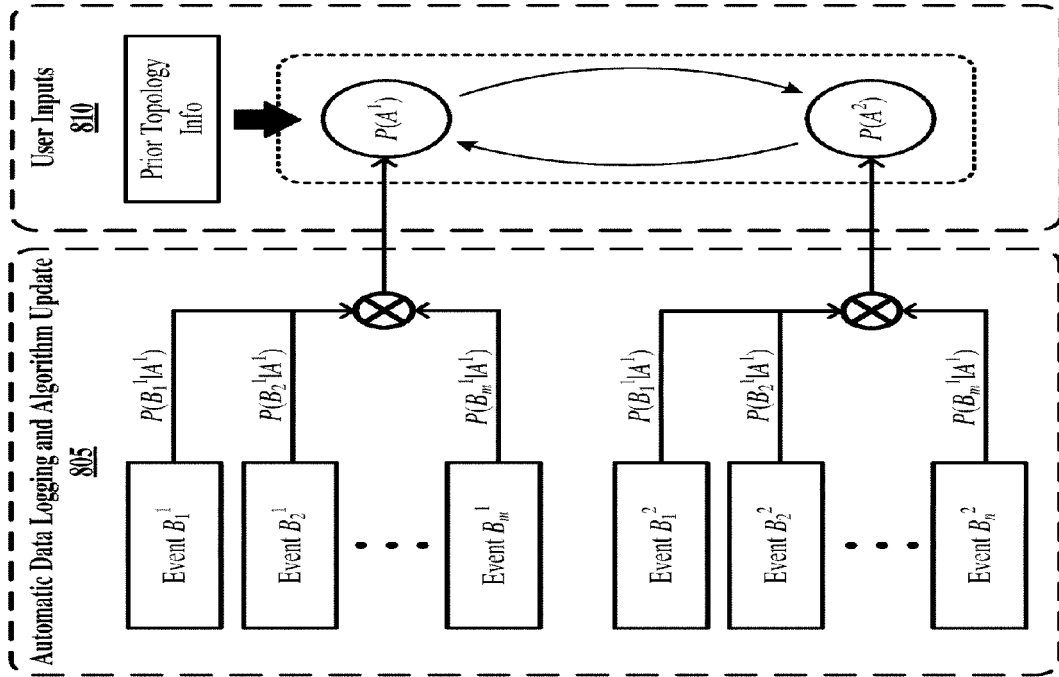 User Inputs
810
Prior Topology
Info
P(A¹)
P(A²)
Automatic Data Logging and Algorithm Update
805
Event B₁¹
P(B₁¹|A¹)
Event B₂¹
P(B₂¹|A¹)
Event Bₘ¹
P(Bₘ¹|A¹)
Event B₁²
P(B₁¹|A¹)
Event B₂²
P(B₂¹|A¹)
Event Bₙ²
P(Bₘ¹|A¹)